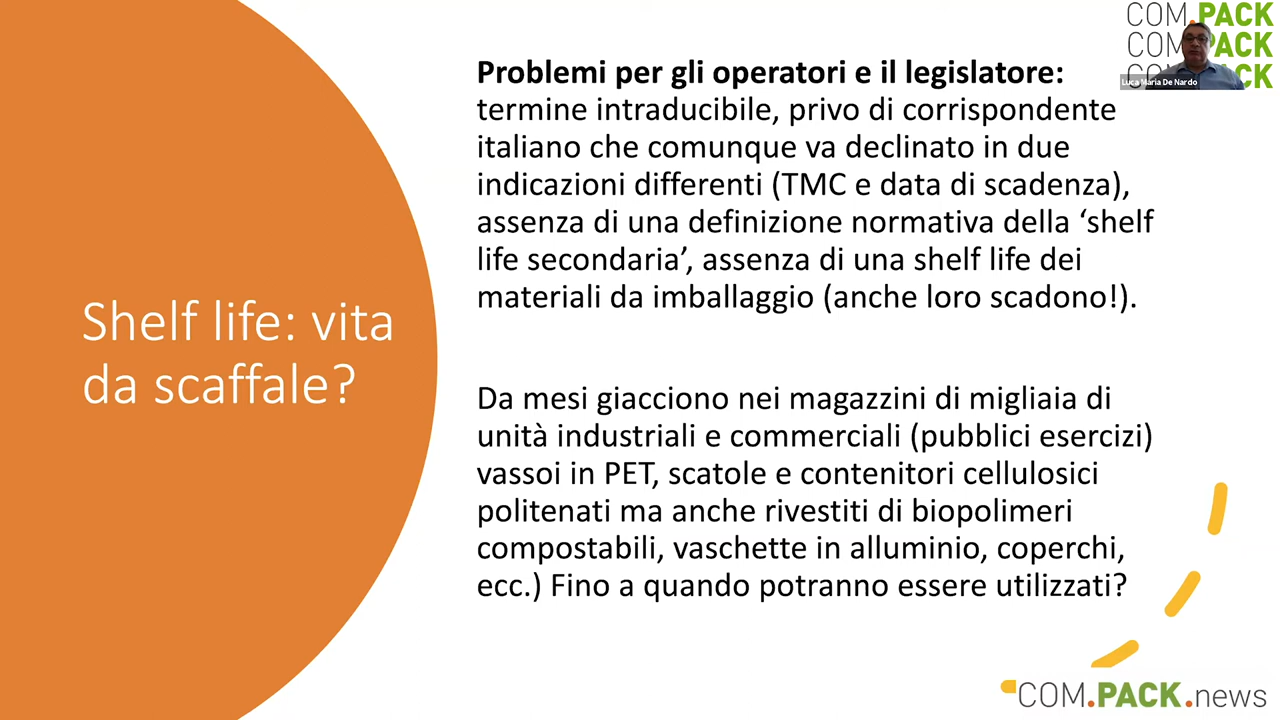 COM.PACK
COM.PACK
COM.PACK
Luca Maria De Nardo
Shelf life: vita
da scaffale?
Problemi per gli operatori e il legislatore:
termine intraducibile, privo di corrispondente
italiano che comunque va declinato in due
indicazioni differenti (TMC e data di scadenza),
assenza di una definizione normativa della ‘shelf
life secondaria’, assenza di una shelf life dei
materiali da imballaggio (anche loro scadono!).
Da mesi giacciono nei magazzini di migliaia di
unità industriali e commerciali (pubblici esercizi)
vassoi in PET, scatole e contenitori cellulosici
politenati ma anche rivestiti di biopolimeri
compostabili, vaschette in alluminio, coperchi,
ecc.) Fino a quando potranno essere utilizzati?
COM.PACK.news